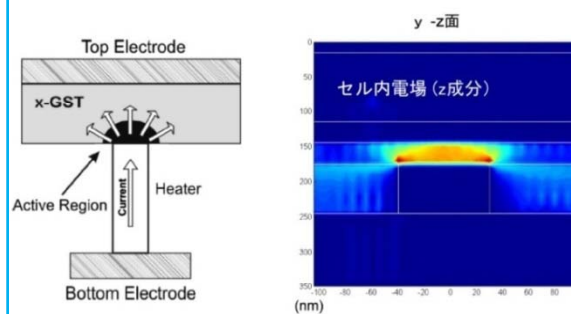 Top Electrode
x-GST
Active Region
Current
Heater
Bottom Electrode
y -z面
セル内電場 (z成分)
0
50
100
150
200
250
300
350
-100 -80 -60 -40 -20 0 20 40 60 80
(nm)